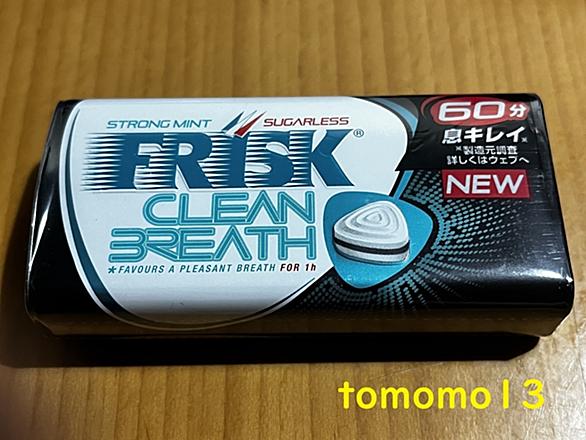 STRONG MINT SUGARLESS
FRISK®
CLEAN
BREATH
*FAVOURS A PLEASANT BREATH FOR 1h
60分
息キレイ*
*製造元調査
詳しくはウェブへ
NEW
tomomo13